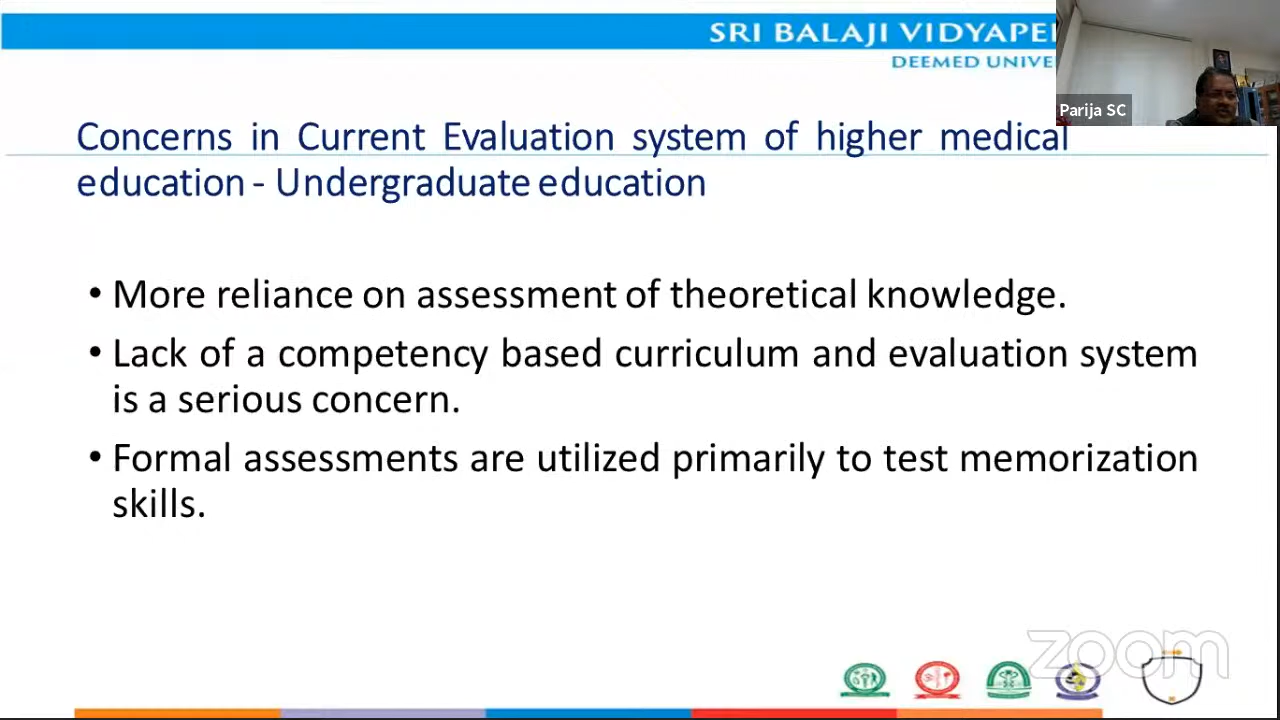 SRI BALAJI VIDYAPE
DEEMED UNIVE
Parija SC
Concerns in Current Evaluation system of higher medical
education - Undergraduate education
• More reliance on assessment of theoretical knowledge.
• Lack of a competency based curriculum and evaluation system
is a serious concern.
• Formal assessments are utilized primarily to test memorization
skills.
zoom